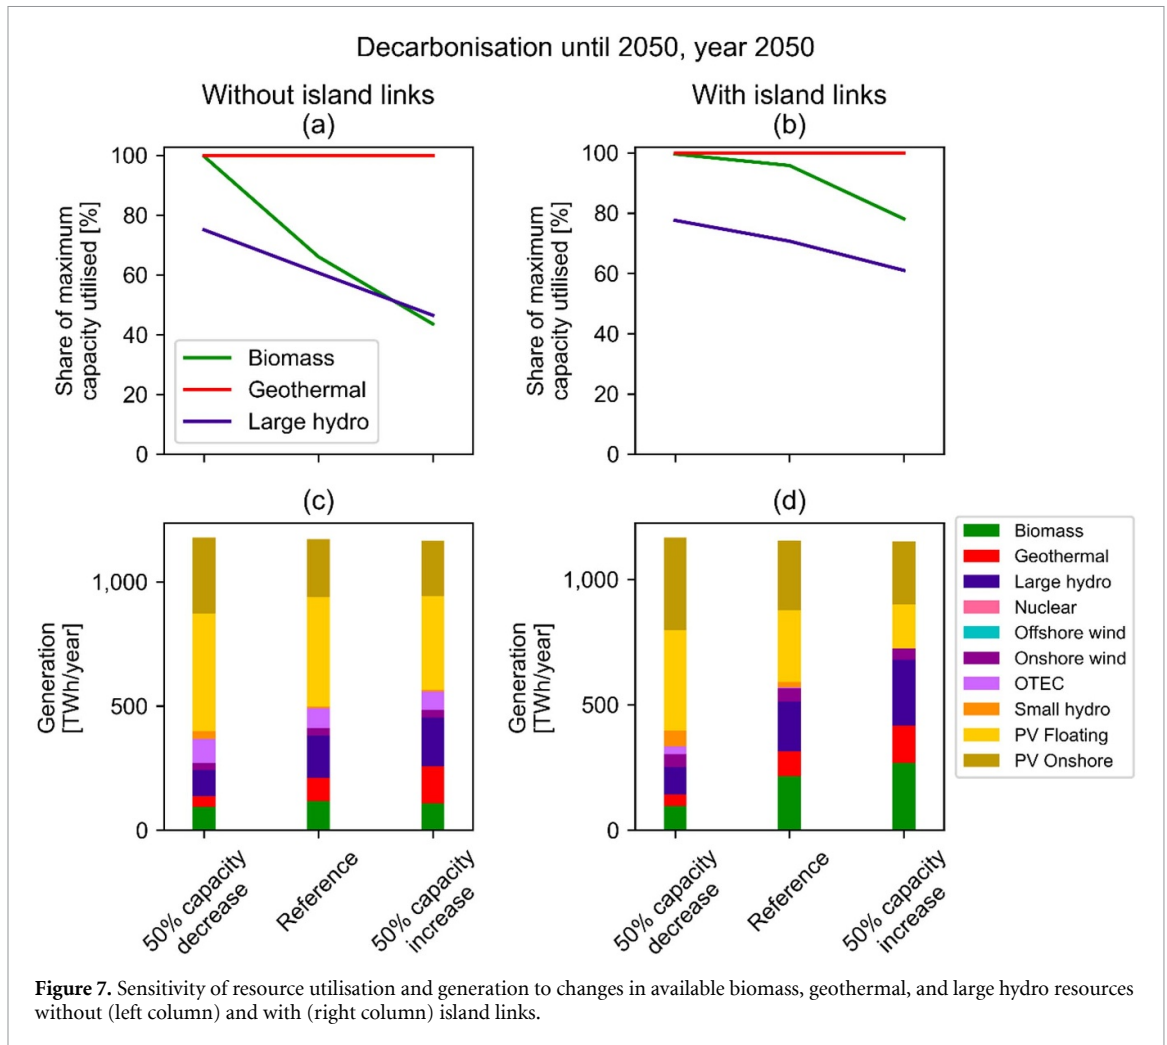 Decarbonisation until 2050, year 2050
Without island links
(a)
With island links
(b)
Share of maximum
capacity utilised [%]
100
80
60
40
20
0
Biomass
Geothermal
Large hydro
Share of maximum
capacity utilised [%]
100
80
60
40
20
0
(c)
(d)
Generation
[TWh/year]
1,000
500
0
50% capacity
decrease
Reference
50% capacity
increase
Generation
[TWh/year]
1,000
500
0
50% capacity
decrease
Reference
50% capacity
increase
Biomass
Geothermal
Large hydro
Nuclear
Offshore wind
Onshore wind
OTEC
Small hydro
PV Floating
PV Onshore
Figure 7. Sensitivity of resource utilisation and generation to changes in available biomass, geothermal, and large hydro resources
without (left column) and with (right column) island links.